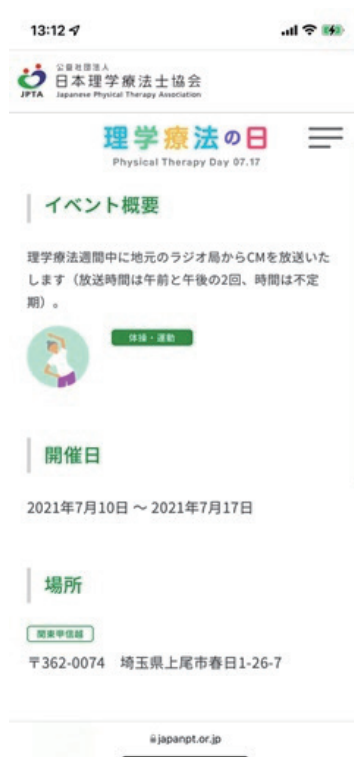 13:12
公益社団法人
日本理学療法士協会
JPTA Japanese Physical Therapy Association
理学療法の日
Physical Therapy Day 07.17
イベント概要
理学療法週間中に地元のラジオ局からCMを放送いた
します（放送時間は午前と午後の2回、時間は不定
期）。
体操・運動
開催日
2021年7月10日 ～ 2021年7月17日
場所
関東甲信越
〒362-0074 埼玉県上尾市春日1-26-7
japanpt.or.jp